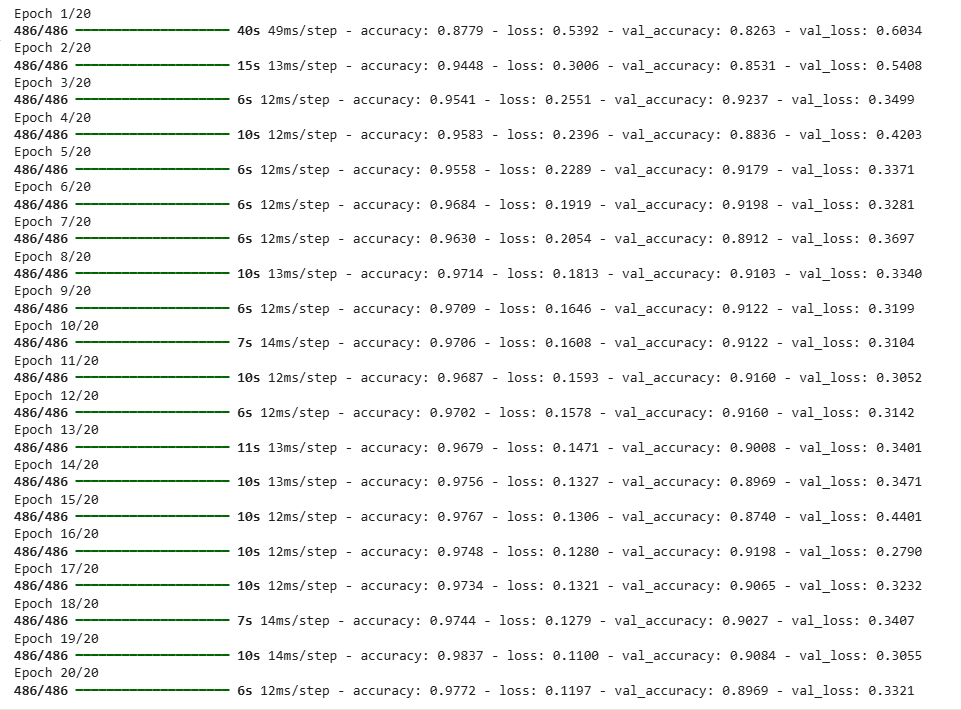 Epoch 1/20
486/486 ━━━━━━━━━━━━━━━━━━━━ 40s 49ms/step - accuracy: 0.8779 - loss: 0.5392 - val_accuracy: 0.8263 - val_loss: 0.6034
Epoch 2/20
486/486 ━━━━━━━━━━━━━━━━━━━━ 15s 13ms/step - accuracy: 0.9448 - loss: 0.3006 - val_accuracy: 0.8531 - val_loss: 0.5408
Epoch 3/20
486/486 ━━━━━━━━━━━━━━━━━━━━ 6s 12ms/step - accuracy: 0.9541 - loss: 0.2551 - val_accuracy: 0.9237 - val_loss: 0.3499
Epoch 4/20
486/486 ━━━━━━━━━━━━━━━━━━━━ 10s 12ms/step - accuracy: 0.9583 - loss: 0.2396 - val_accuracy: 0.8836 - val_loss: 0.4203
Epoch 5/20
486/486 ━━━━━━━━━━━━━━━━━━━━ 6s 12ms/step - accuracy: 0.9558 - loss: 0.2289 - val_accuracy: 0.9179 - val_loss: 0.3371
Epoch 6/20
486/486 ━━━━━━━━━━━━━━━━━━━━ 6s 12ms/step - accuracy: 0.9684 - loss: 0.1919 - val_accuracy: 0.9198 - val_loss: 0.3281
Epoch 7/20
486/486 ━━━━━━━━━━━━━━━━━━━━ 6s 12ms/step - accuracy: 0.9630 - loss: 0.2054 - val_accuracy: 0.8912 - val_loss: 0.3697
Epoch 8/20
486/486 ━━━━━━━━━━━━━━━━━━━━ 10s 13ms/step - accuracy: 0.9714 - loss: 0.1813 - val_accuracy: 0.9103 - val_loss: 0.3340
Epoch 9/20
486/486 ━━━━━━━━━━━━━━━━━━━━ 6s 12ms/step - accuracy: 0.9709 - loss: 0.1646 - val_accuracy: 0.9122 - val_loss: 0.3199
Epoch 10/20
486/486 ━━━━━━━━━━━━━━━━━━━━ 7s 14ms/step - accuracy: 0.9706 - loss: 0.1608 - val_accuracy: 0.9122 - val_loss: 0.3104
Epoch 11/20
486/486 ━━━━━━━━━━━━━━━━━━━━ 10s 12ms/step - accuracy: 0.9687 - loss: 0.1593 - val_accuracy: 0.9160 - val_loss: 0.3052
Epoch 12/20
486/486 ━━━━━━━━━━━━━━━━━━━━ 6s 12ms/step - accuracy: 0.9702 - loss: 0.1578 - val_accuracy: 0.9160 - val_loss: 0.3142
Epoch 13/20
486/486 ━━━━━━━━━━━━━━━━━━━━ 11s 13ms/step - accuracy: 0.9679 - loss: 0.1471 - val_accuracy: 0.9008 - val_loss: 0.3401
Epoch 14/20
486/486 ━━━━━━━━━━━━━━━━━━━━ 10s 13ms/step - accuracy: 0.9756 - loss: 0.1327 - val_accuracy: 0.8969 - val_loss: 0.3471
Epoch 15/20
486/486 ━━━━━━━━━━━━━━━━━━━━ 10s 12ms/step - accuracy: 0.9767 - loss: 0.1306 - val_accuracy: 0.8740 - val_loss: 0.4401
Epoch 16/20
486/486 ━━━━━━━━━━━━━━━━━━━━ 10s 12ms/step - accuracy: 0.9748 - loss: 0.1280 - val_accuracy: 0.9198 - val_loss: 0.2790
Epoch 17/20
486/486 ━━━━━━━━━━━━━━━━━━━━ 10s 12ms/step - accuracy: 0.9734 - loss: 0.1321 - val_accuracy: 0.9065 - val_loss: 0.3232
Epoch 18/20
486/486 ━━━━━━━━━━━━━━━━━━━━ 7s 14ms/step - accuracy: 0.9744 - loss: 0.1279 - val_accuracy: 0.9027 - val_loss: 0.3407
Epoch 19/20
486/486 ━━━━━━━━━━━━━━━━━━━━ 10s 14ms/step - accuracy: 0.9837 - loss: 0.1100 - val_accuracy: 0.9084 - val_loss: 0.3055
Epoch 20/20
486/486 ━━━━━━━━━━━━━━━━━━━━ 6s 12ms/step - accuracy: 0.9772 - loss: 0.1197 - val_accuracy: 0.8969 - val_loss: 0.3321